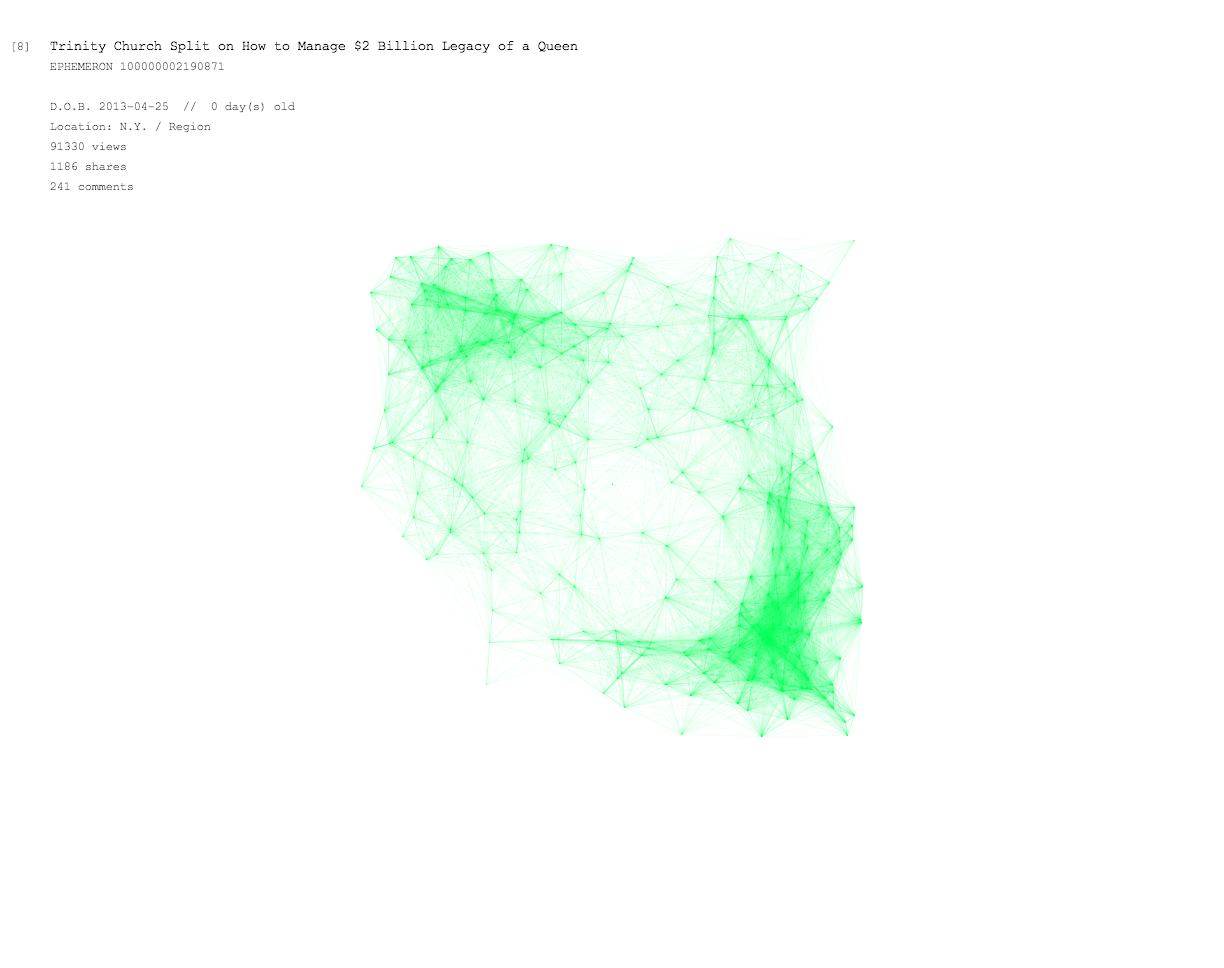 [8] Trinity Church Split on How to Manage $2 Billion Legacy of a Queen
EPHEMERON 100000002190871
D.O.B. 2013-04-25 // 0 day(s) old
Location: N.Y. / Region
91330 views
1186 shares
241 comments